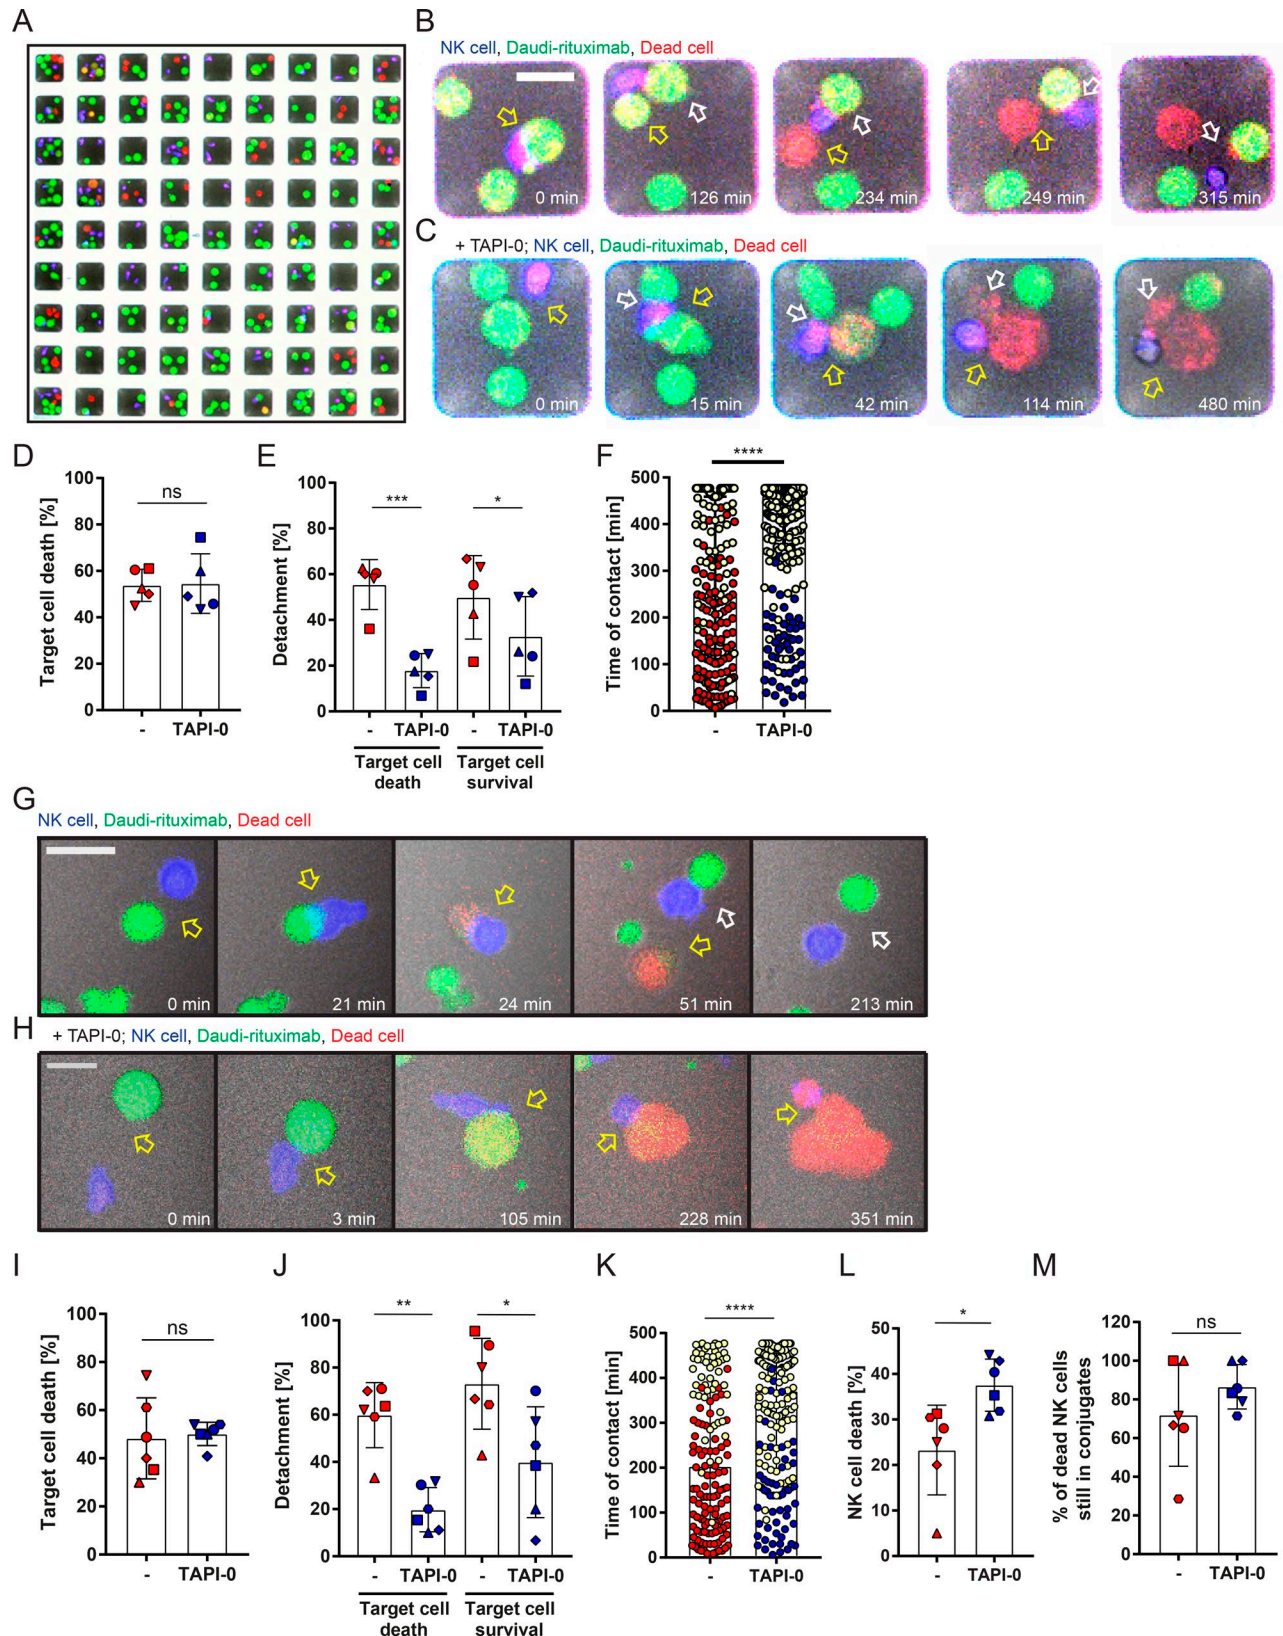 A
B
NK cell, Daudi-rituximab, Dead cell
0 min
126 min
234 min
249 min
315 min
C
+ TAPI-0; NK cell, Daudi-rituximab, Dead cell
0 min
15 min
42 min
114 min
480 min
D
Target cell death [%]
100
80
60
40
20
0
ns
-
TAPI-0
E
Detachment [%]
100
80
60
40
20
0
***
*
-
TAPI-0
-
TAPI-0
Target cell
death
Target cell
survival
F
Time of contact [min]
500
400
300
200
100
0
****
-
TAPI-0
G
NK cell, Daudi-rituximab, Dead cell
0 min
21 min
24 min
51 min
213 min
H
+ TAPI-0; NK cell, Daudi-rituximab, Dead cell
0 min
3 min
105 min
228 min
351 min
I
Target cell death [%]
100
80
60
40
20
0
ns
-
TAPI-0
J
Detachment [%]
100
80
60
40
20
0
**
*
-
TAPI-0
-
TAPI-0
Target cell
death
Target cell
survival
K
Time of contact [min]
500
400
300
200
100
0
****
-
TAPI-0
L
NK cell death [%]
50
40
30
20
10
0
*
-
TAPI-0
M
% of dead NK cells
still in conjugates
120
100
80
60
40
20
0
ns
-
TAPI-0